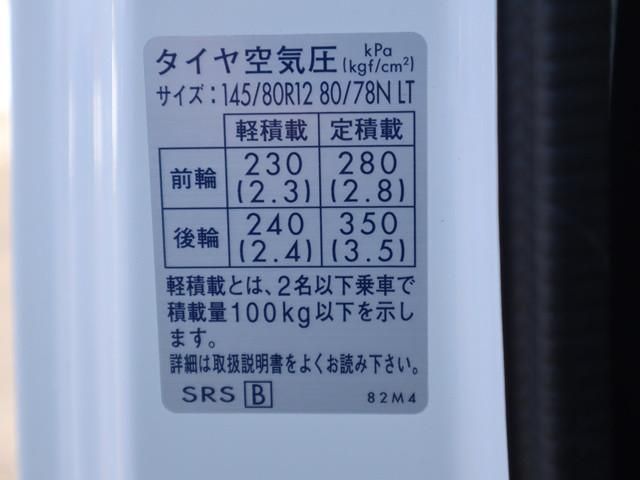 タイヤ空気圧 kPa (kgf/cm²)
サイズ：145/80R12 80/78N LT
軽積載 定積載
前輪 230 (2.3) 280 (2.8)
後輪 240 (2.4) 350 (3.5)
軽積載とは、2名以下乗車で
積載量100kg以下を示し
ます。
詳細は取扱説明書をよくお読み下さい。
SRS B 82M4